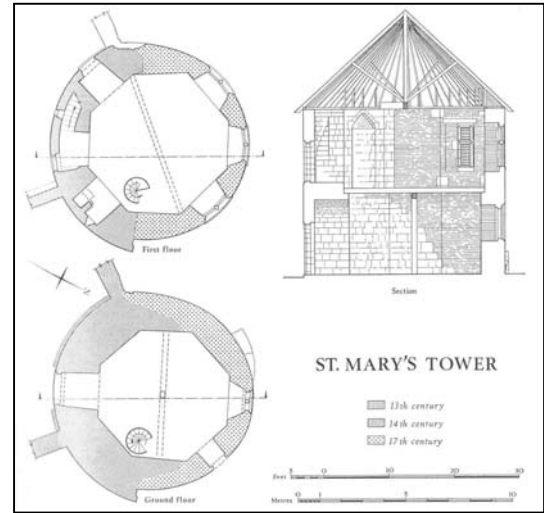 First floor
Section
N
Ground floor
ST. MARY'S TOWER
13th century
14th century
17th century
Feet 5 0 10 20 30
Metres 0 1 5 10